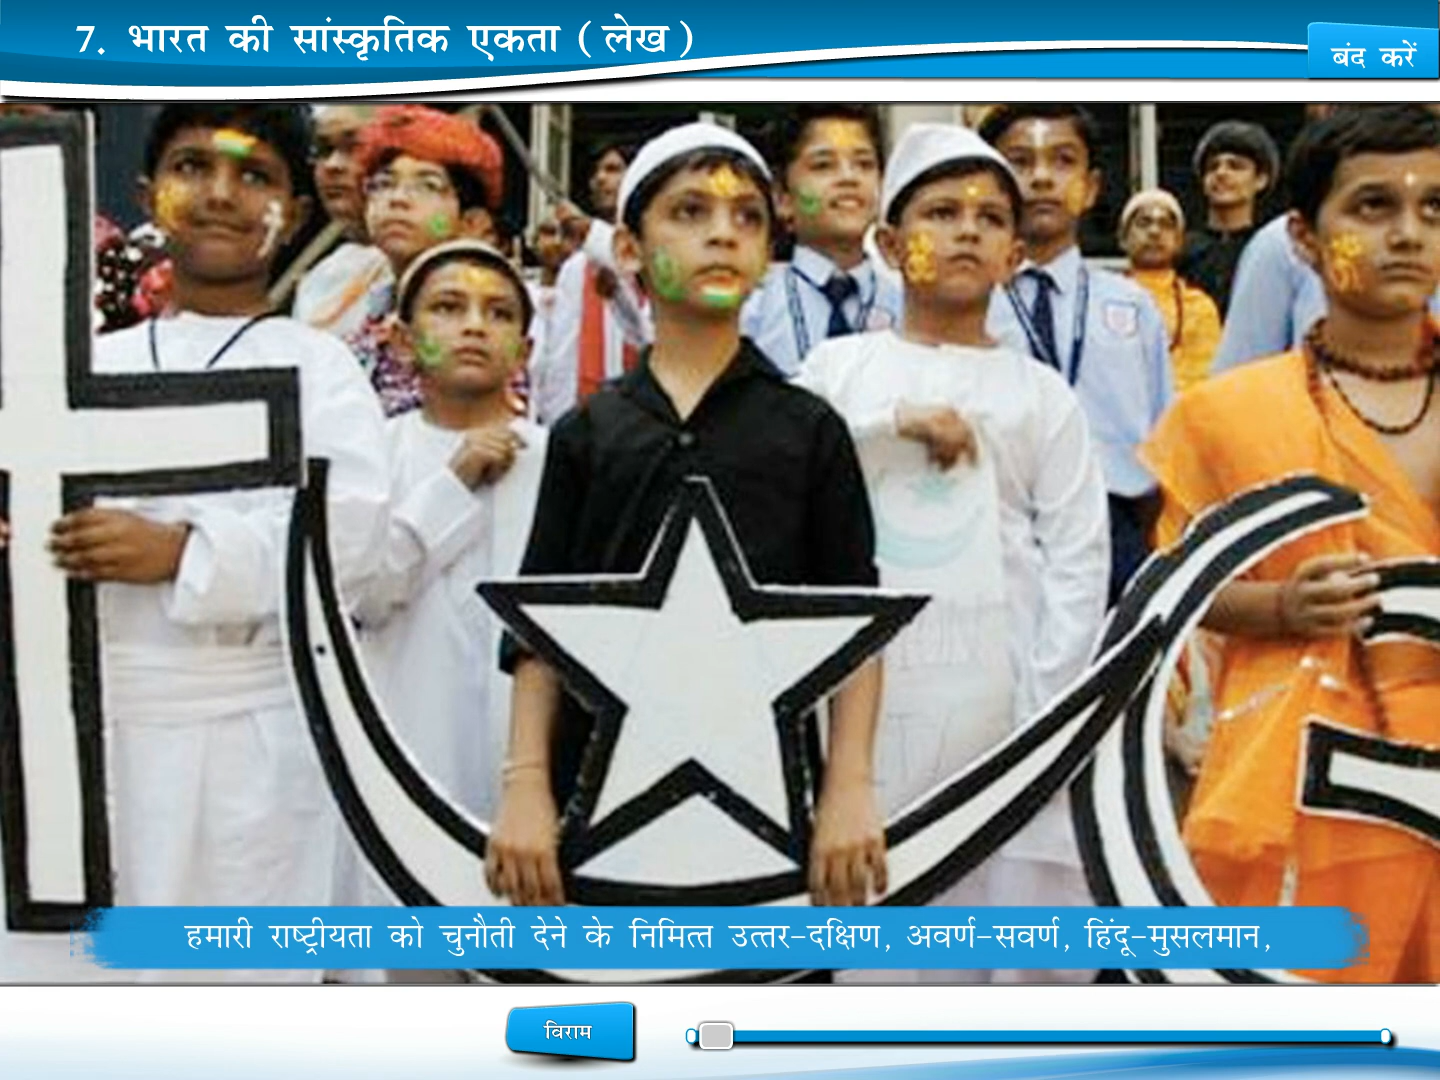 7. भारत की सांस्कृतिक एकता (लेख)
बंद करें
हमारी राष्ट्रीयता को चुनौती देने के निमित्त उत्तर-दक्षिण, अवर्ण-सवर्ण, हिंदू-मुसलमान,
विराम